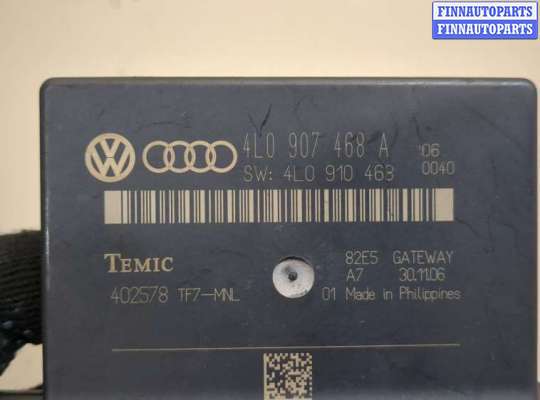 FINNAUTOPARTS
FINNAUTOPARTS
4L0 907 468 A '06
SW: 4L0 910 463 0040
TEMIC 82E5 GATEWAY
A7 30.11.06
402578 TF7-MNL 01 Made in Philippines